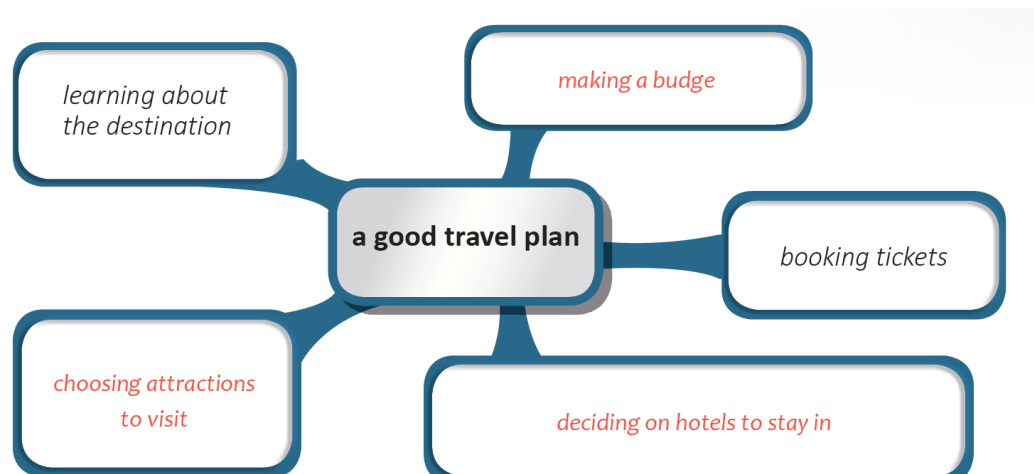 learning about
the destination
making a budge
a good travel plan
booking tickets
choosing attractions
to visit
deciding on hotels to stay in